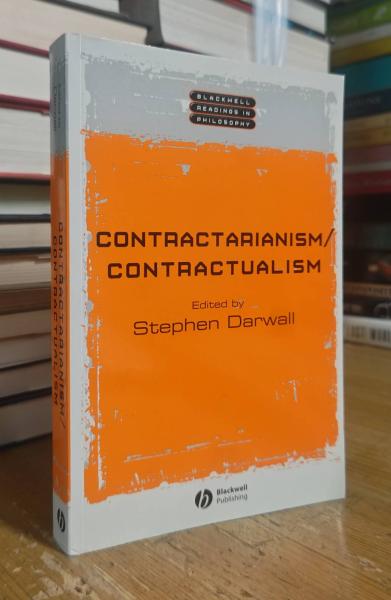 BLACKWELL
READINGS IN
PHILOSOPHY
CONTRACTARIANISM/
CONTRACTUALISM
Edited by
Stephen Darwall
Blackwell
Publishing
CONTRACTARIANISM/
CONTRACTUALISM